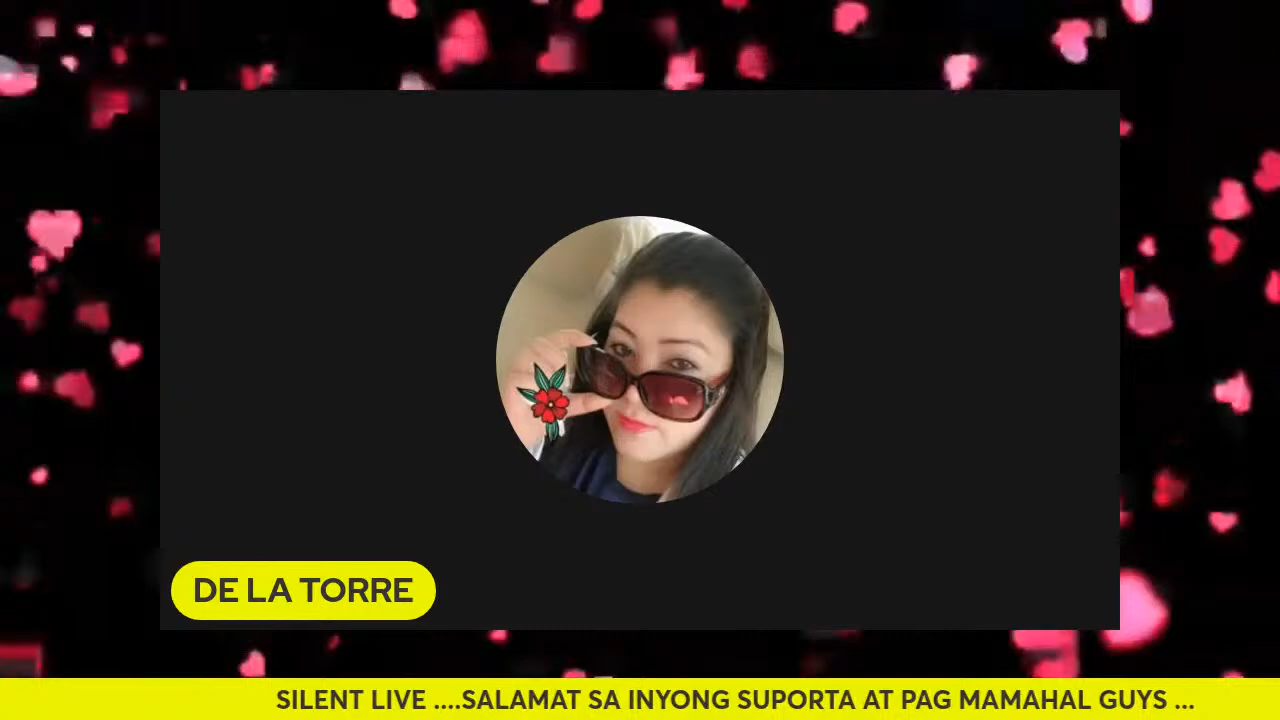 DE LA TORRE
SILENT LIVE ....SALAMAT SA INYONG SUPORTA AT PAG MAMAHAL GUYS ...